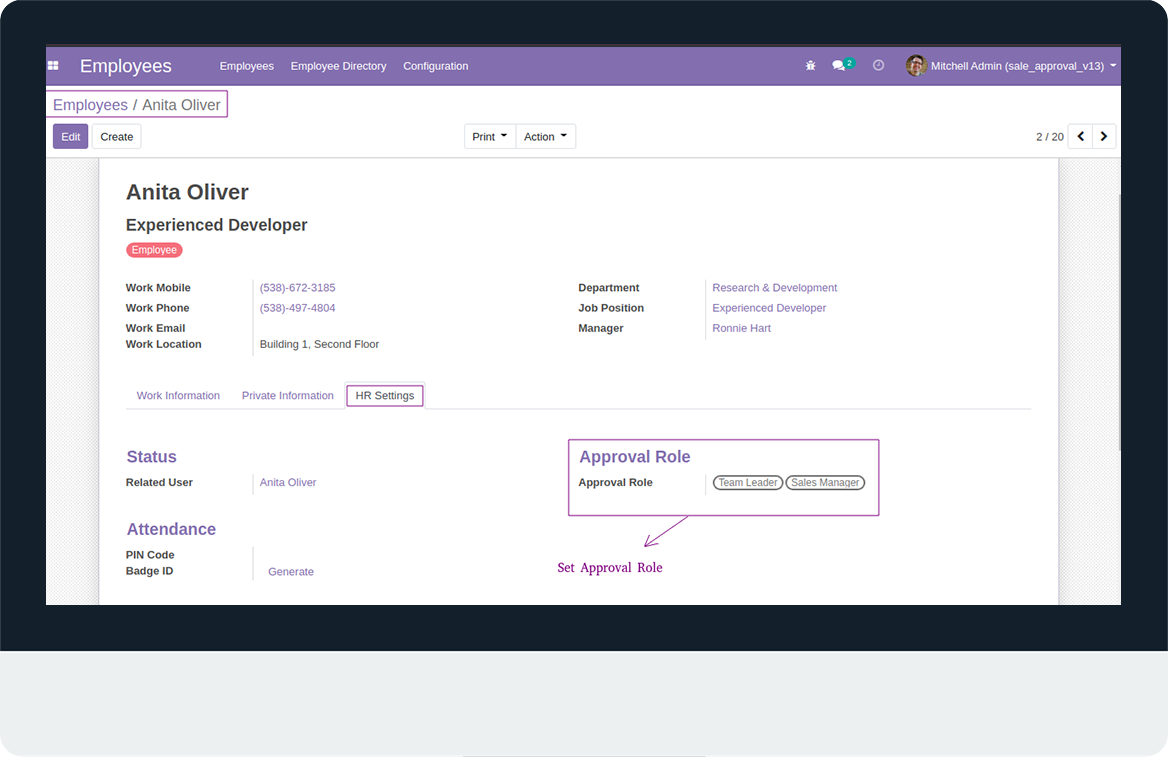 Employees Employees Employee Directory Configuration 2 Mitchell Admin (sale_approval_v13)
Employees / Anita Oliver
Edit Create Print Action 2 / 20
Anita Oliver
Experienced Developer
Employee
Work Mobile (538)-672-3185 Department Research & Development
Work Phone (538)-497-4804 Job Position Experienced Developer
Work Email Manager Ronnie Hart
Work Location Building 1, Second Floor
Work Information Private Information HR Settings
Status Approval Role
Related User Anita Oliver Approval Role Team Leader Sales Manager
Attendance
PIN Code
Badge ID Generate
Set Approval Role